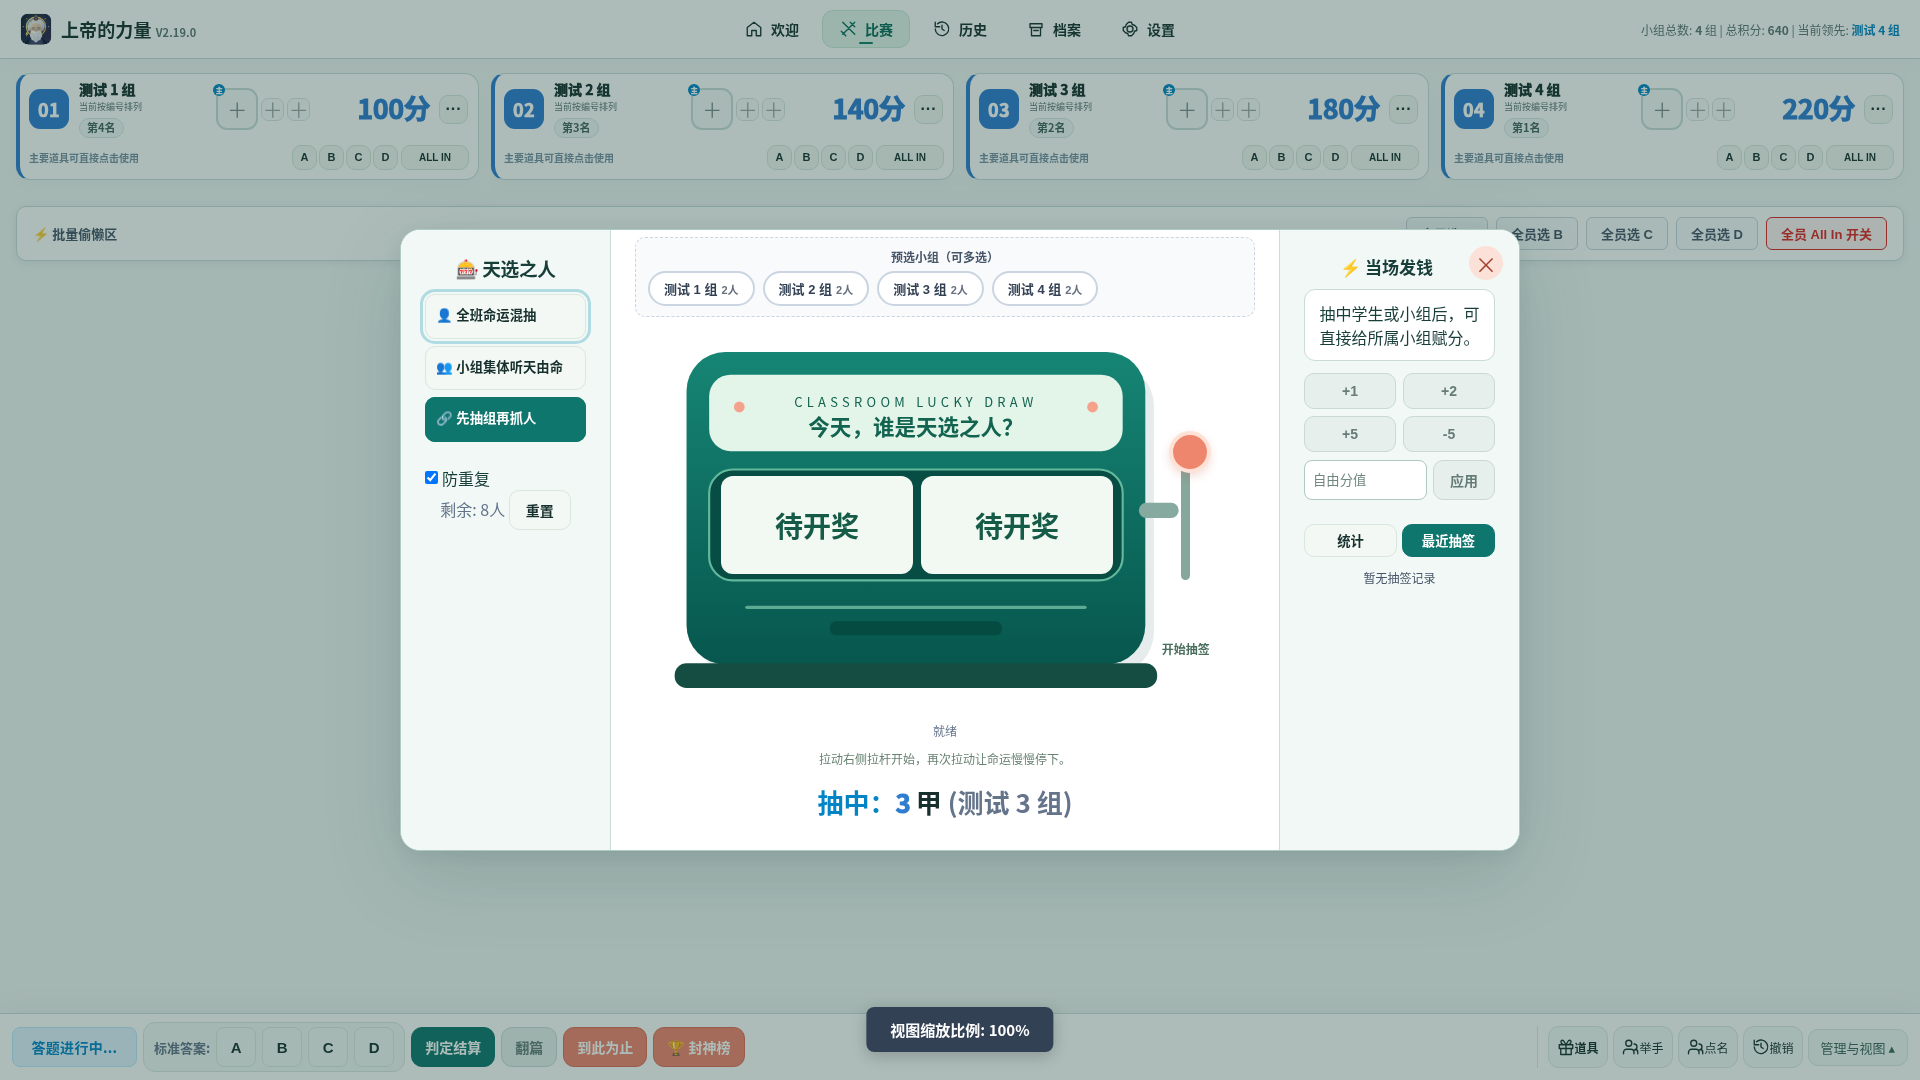 上帝的力量 V2.19.0
欢迎
比赛
历史
档案
设置
小组总数: 4 组 | 总积分: 640 | 当前领先: 测试 4 组
01
测试 1 组
当前按编号排列
第4名
主
100分
主要道具可直接点击使用
A B C D ALL IN
02
测试 2 组
当前按编号排列
第3名
主
140分
主要道具可直接点击使用
A B C D ALL IN
03
测试 3 组
当前按编号排列
第2名
主
180分
主要道具可直接点击使用
A B C D ALL IN
04
测试 4 组
当前按编号排列
第1名
主
220分
主要道具可直接点击使用
A B C D ALL IN
⚡ 批量偷懒区
全员选 B
全员选 C
全员选 D
全员 All In 开关
🎰 天选之人
👤 全班命运混抽
👥 小组集体听天由命
🔗 先抽组再抓人
防重复
剩余: 8人
重置
预选小组（可多选）
测试 1 组 2人
测试 2 组 2人
测试 3 组 2人
测试 4 组 2人
CLASSROOM LUCKY DRAW
今天，谁是天选之人？
待开奖
待开奖
开始抽签
就绪
拉动右侧拉杆开始，再次拉动让命运慢慢停下。
抽中：3 甲 (测试 3 组)
⚡ 当场发钱
抽中学生或小组后，可
直接给所属小组赋分。
+1
+2
+5
-5
自由分值
应用
统计
最近抽签
暂无抽签记录
视图缩放比例: 100%
答题进行中...
标准答案:
A
B
C
D
判定结算
翻篇
到此为止
🏆 封神榜
道具
举手
点名
撤销
管理与视图 ▴